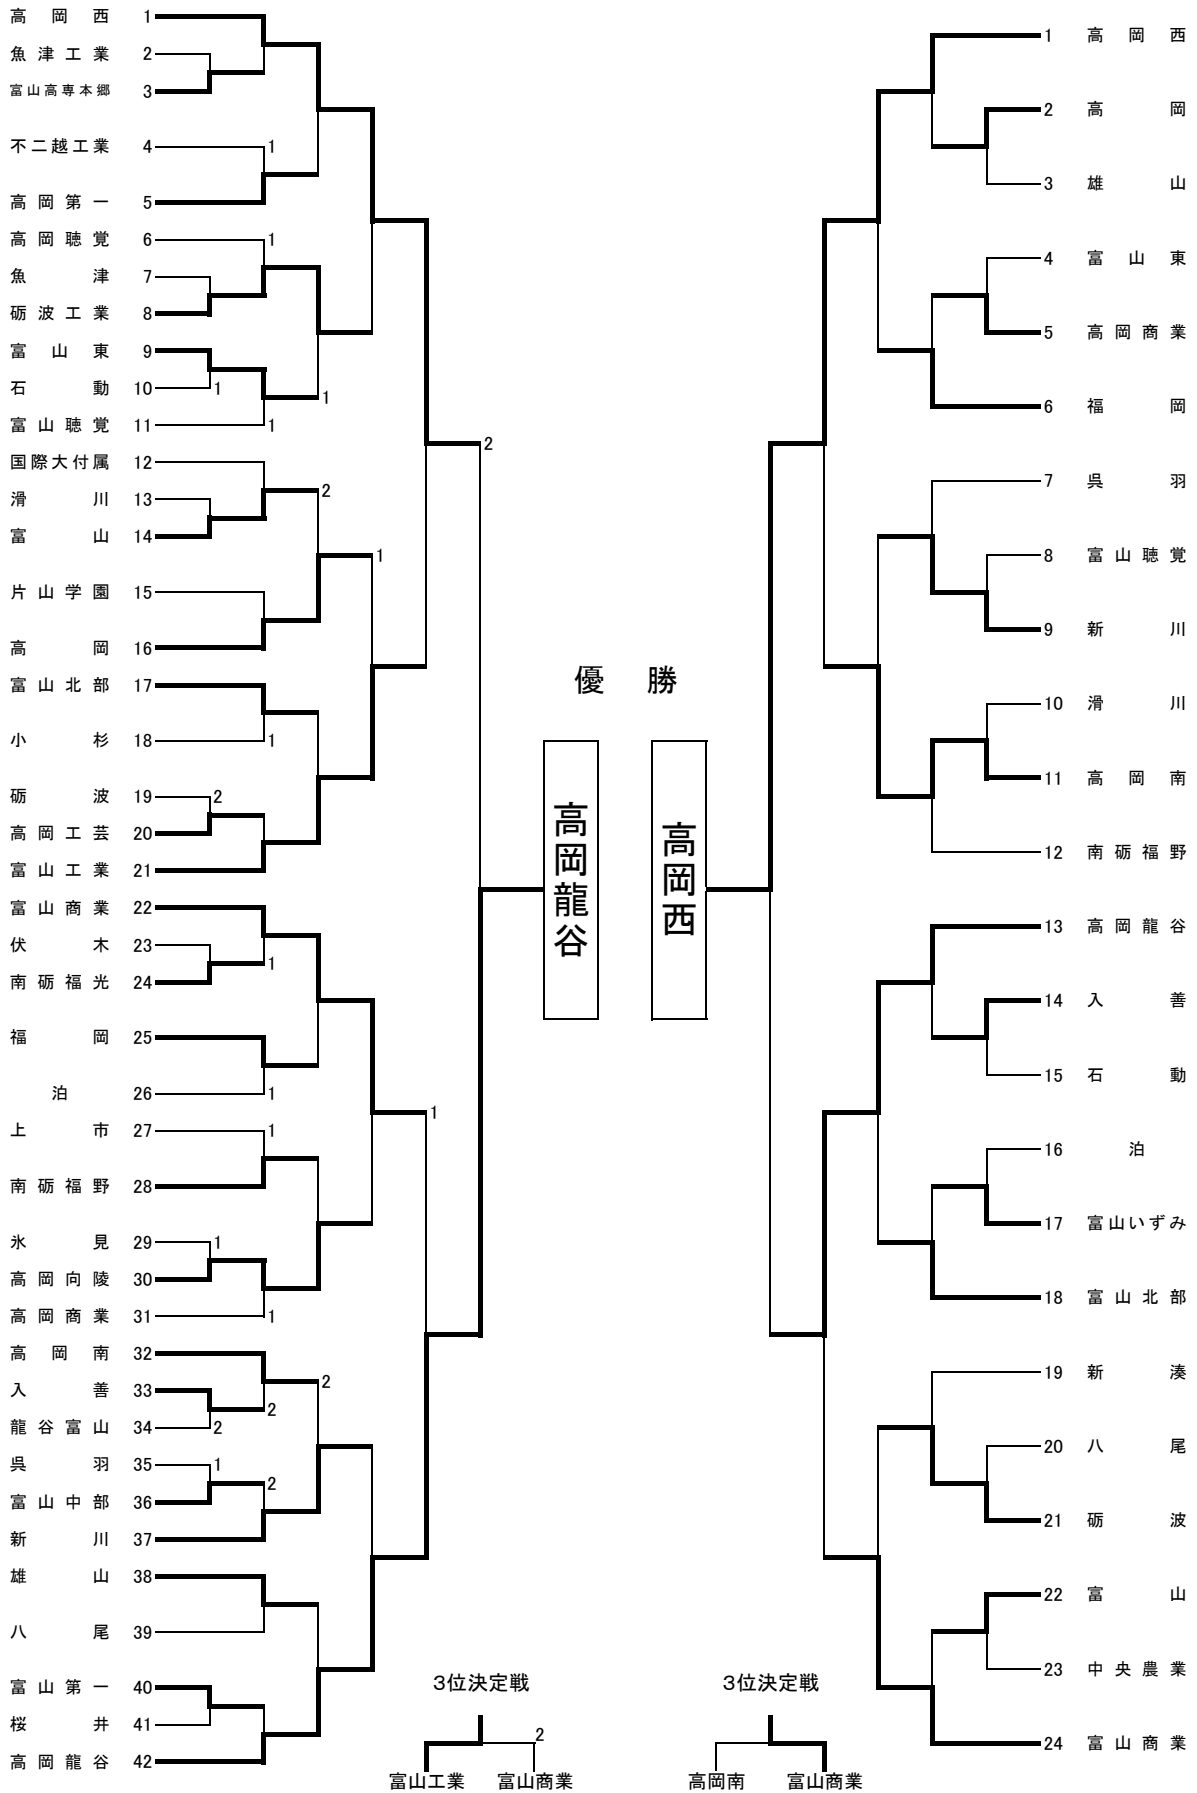 高岡西 1
魚津工業 2
富山高専本郷 3
不二越工業 4 1
高岡第一 5
高岡聴覚 6 1
魚津 7
砺波工業 8
富山東 9
石動 10 1
1
富山聴覚 11 1
国際大付属 12
2
滑川 13
富山 14
1
片山学園 15
高岡 16
富山北部 17
小杉 18 1
砺波 19 2
高岡工芸 20
富山工業 21
2
富山商業 22
伏木 23
1
南砺福光 24
福岡 25
泊 26 1
1
上市 27 1
南砺福野 28
氷見 29 1
高岡向陵 30
高岡商業 31 1
高岡南 32
2
入善 33
2
龍谷富山 34 2
呉羽 35 1
2
富山中部 36
新川 37
雄山 38
八尾 39
富山第一 40
桜井 41
高岡龍谷 42
優勝
高岡龍谷
高岡西
3位決定戦
2
富山工業 富山商業
3位決定戦
高岡南 富山商業
1 高岡西
2 高岡
3 雄山
4 富山東
5 高岡商業
6 福岡
7 呉羽
8 富山聴覚
9 新川
10 滑川
11 高岡南
12 南砺福野
13 高岡龍谷
14 入善
15 石動
16 泊
17 富山いずみ
18 富山北部
19 新湊
20 八尾
21 砺波
22 富山
23 中央農業
24 富山商業